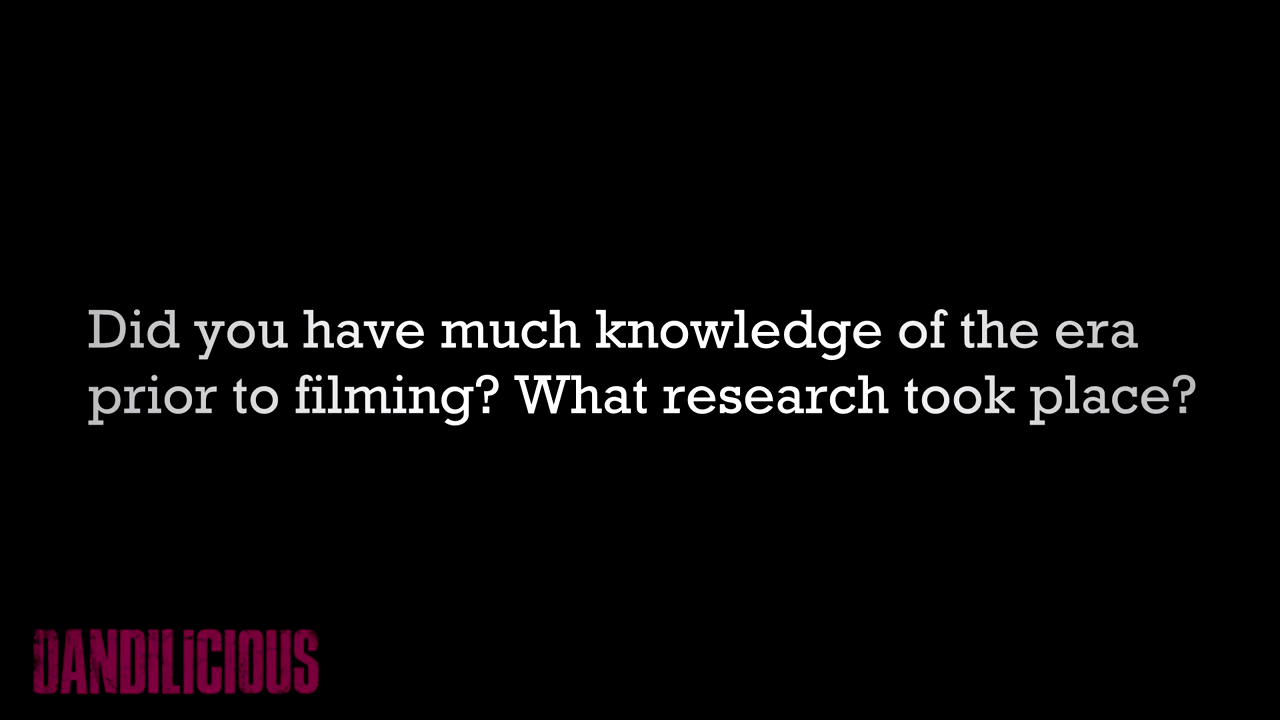 Did you have much knowledge of the era
prior to filming? What research took place?
DANDILiCIOUS